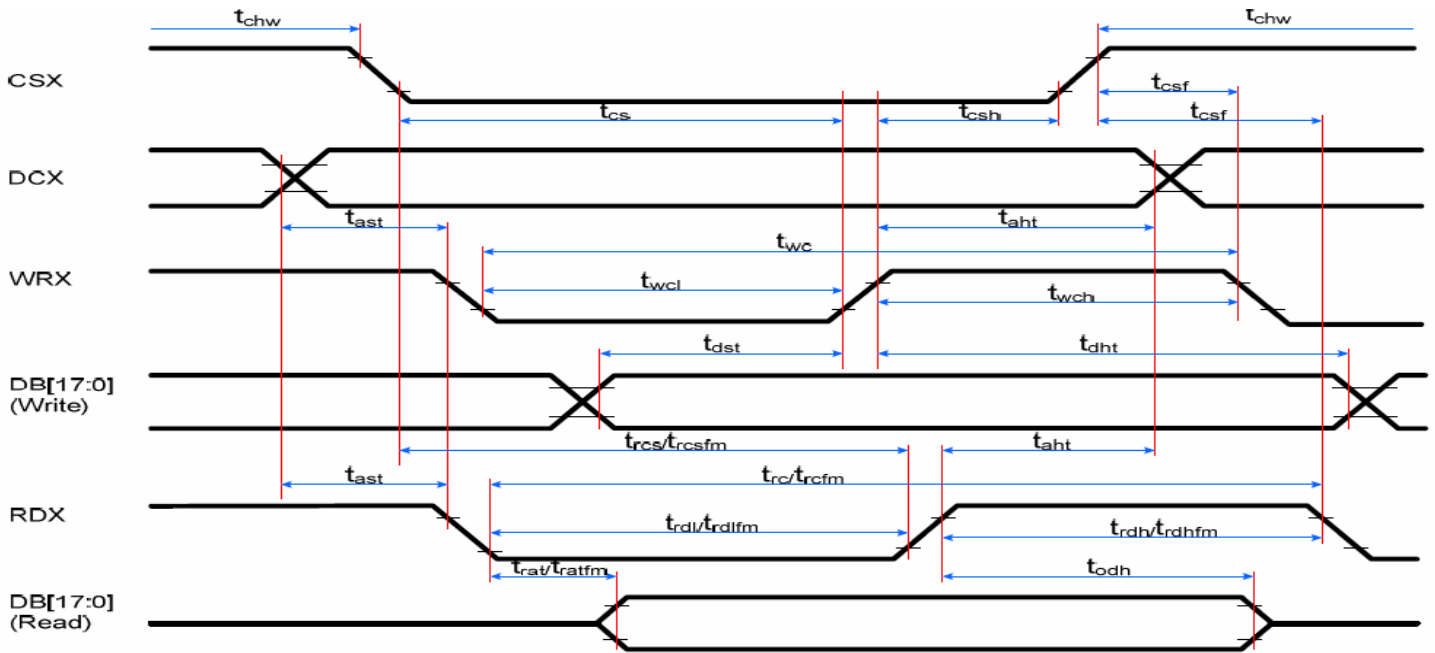 tchw tchw
CSX
tcsf
tcs tcsh tcsf
DCX
tast taht
twc
WRX
twcl twch
tdst tdht
DB[17:0]
(Write)
trcs/trcsfm taht
tast trc/trcfm
RDX
trdl/trdlfm trdh/trdhfm
trat/tratfm todh
DB[17:0]
(Read)